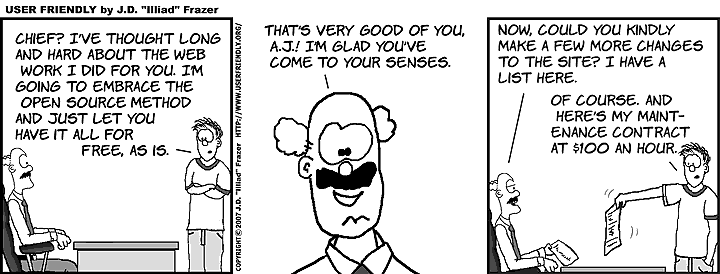 USER FRIENDLY by J.D. "Illiad" Frazer
CHIEF? I'VE THOUGHT LONG
AND HARD ABOUT THE WEB
WORK I DID FOR YOU. I'M
GOING TO EMBRACE THE
OPEN SOURCE METHOD
AND JUST LET YOU
HAVE IT ALL FOR
FREE, AS IS.
COPYRIGHT © 2007 J.D. "Illiad" Frazer HTTP://WWW.USERFRIENDLY.ORG/
THAT'S VERY GOOD OF YOU,
A.J.! I'M GLAD YOU'VE
COME TO YOUR SENSES.
NOW, COULD YOU KINDLY
MAKE A FEW MORE CHANGES
TO THE SITE? I HAVE A
LIST HERE.
OF COURSE. AND
HERE'S MY MAINT-
ENANCE CONTRACT
AT $100 AN HOUR.